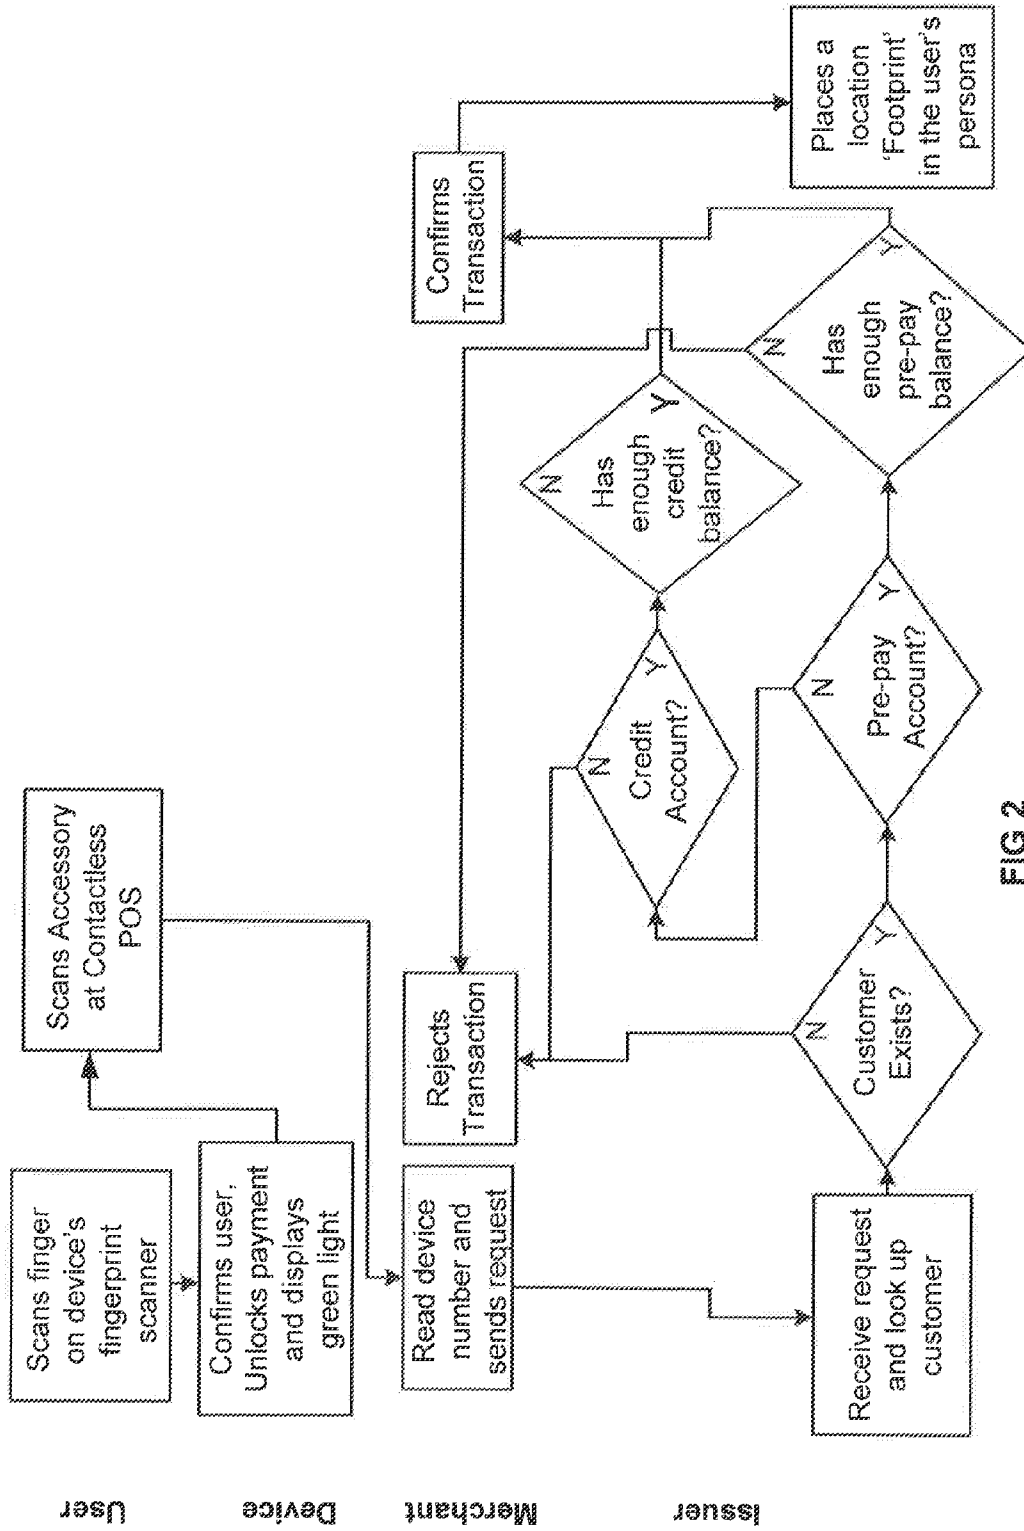 User
Scans finger
on device's
fingerprint
scanner
Scans Accessory
at Contactless
POS
Device
Confirms user,
Unlocks payment
and displays
green light
Merchant
Read device
number and
sends request
Rejects
Transaction
Confirms
Transaction
Issuer
Receive request
and look up
customer
Customer
Exists?
N
Y
Pre-pay
Account?
N
Y
Credit
Account?
N
Y
Has
enough
credit
balance?
N
Y
Has
enough
pre-pay
balance?
N
Y
Places a
location
'Footprint'
in the user's
persona
FIG 2